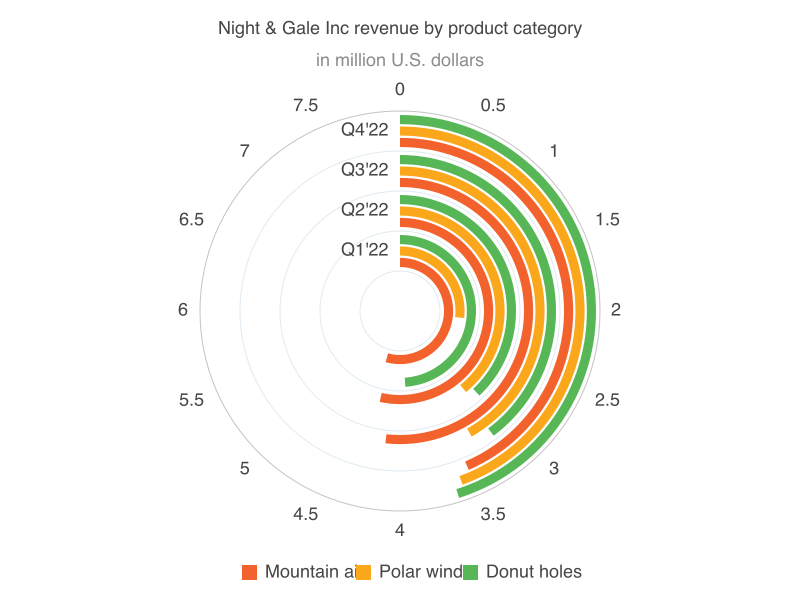 Night & Gale Inc revenue by product category
in million U.S. dollars
0
0.5
1
1.5
2
2.5
3
3.5
4
4.5
5
5.5
6
6.5
7
7.5
Q4'22
Q3'22
Q2'22
Q1'22
Mountain ai Polar wind Donut holes